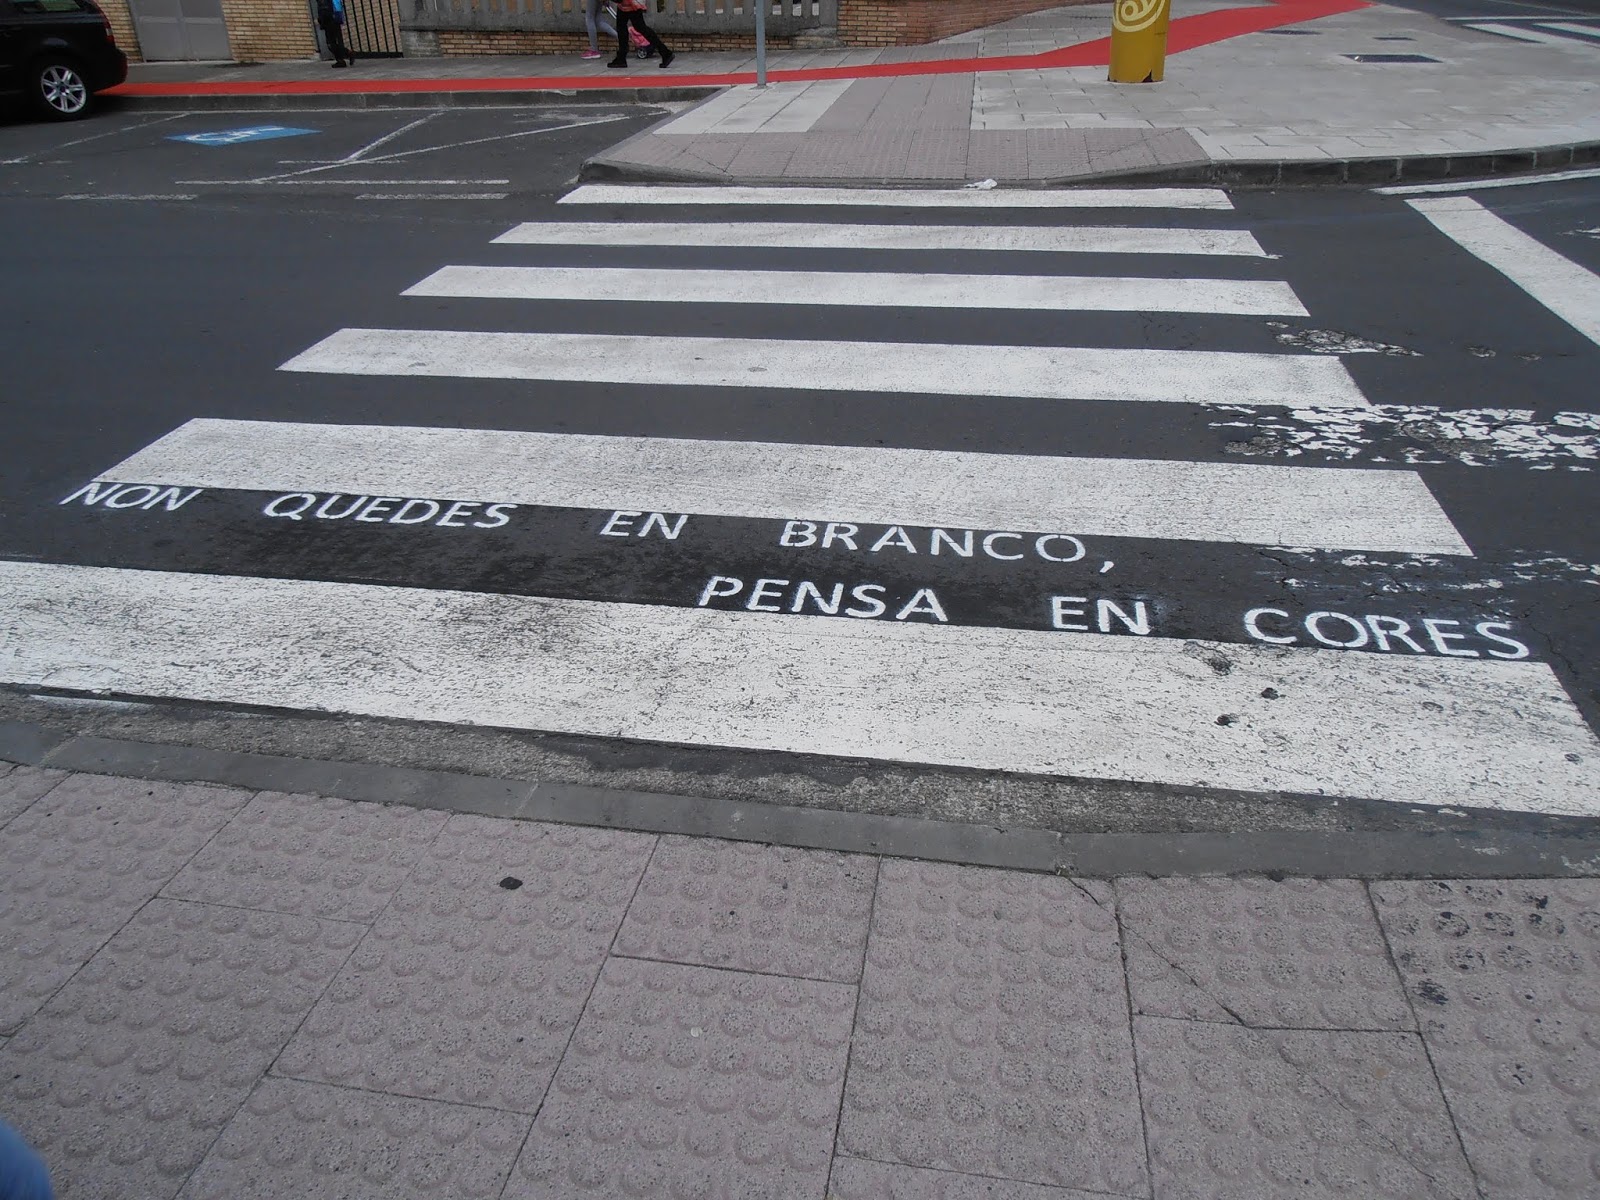 NON QUEDES EN BRANCO,
PENSA EN CORES